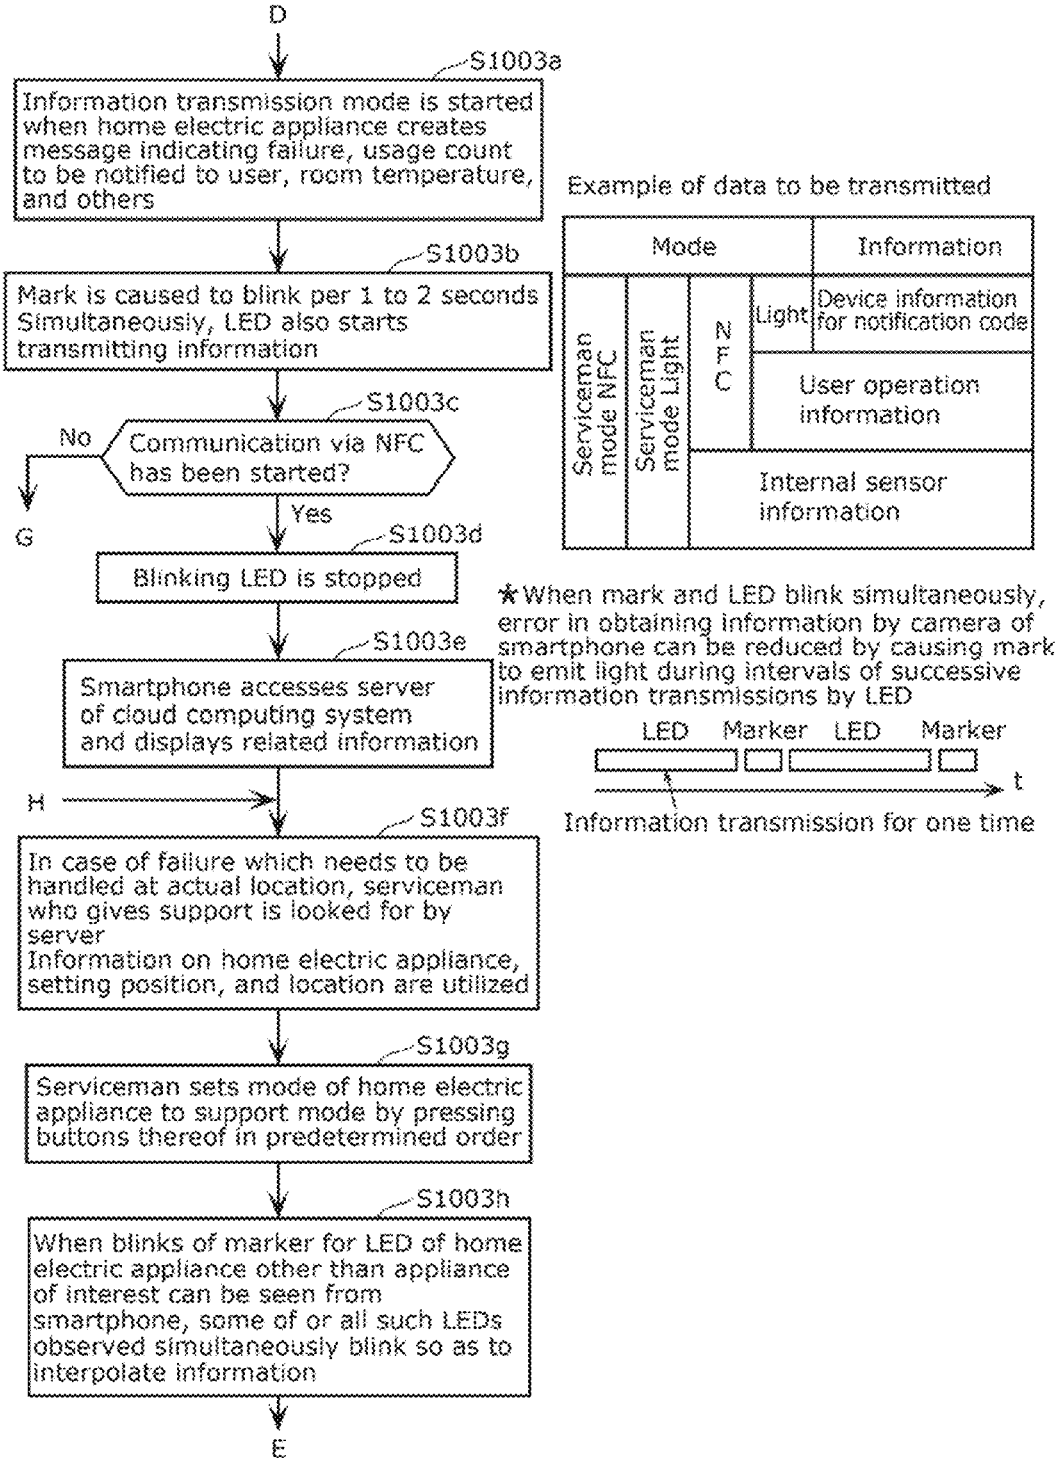 D
S1003a
Information transmission mode is started
when home electric appliance creates
message indicating failure, usage count
to be notified to user, room temperature,
and others
S1003b
Mark is caused to blink per 1 to 2 seconds
Simultaneously, LED also starts
transmitting information
S1003c
Communication via NFC
has been started?
No
G
Yes
S1003d
Blinking LED is stopped
S1003e
Smartphone accesses server
of cloud computing system
and displays related information
H
S1003f
In case of failure which needs to be
handled at actual location, serviceman
who gives support is looked for by
server
Information on home electric appliance,
setting position, and location are utilized
S1003g
Serviceman sets mode of home electric
appliance to support mode by pressing
buttons thereof in predetermined order
S1003h
When blinks of marker for LED of home
electric appliance other than appliance
of interest can be seen from
smartphone, some of or all such LEDs
observed simultaneously blink so as to
interpolate information
E
Example of data to be transmitted
Mode
Information
Serviceman
mode NFC
Serviceman
mode Light
NFC
Light
Device information
for notification code
User operation
information
Internal sensor
information
★When mark and LED blink simultaneously,
error in obtaining information by camera of
smartphone can be reduced by causing mark
to emit light during intervals of successive
information transmissions by LED
LED Marker LED Marker
t
Information transmission for one time